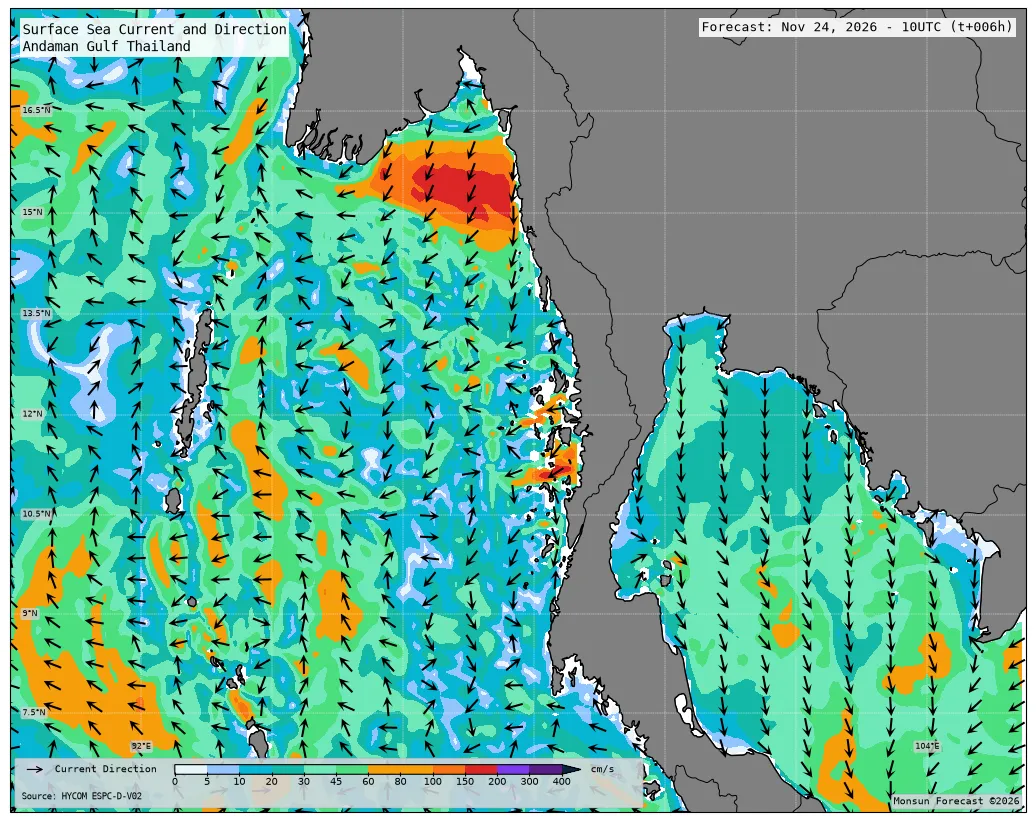 Surface Sea Current and Direction
Andaman Gulf Thailand
Forecast: Nov 24, 2026 - 10UTC (t+006h)
16.5°N
15°N
13.5°N
12°N
10.5°N
9°N
7.5°N
92°E
104°E
Current Direction
0 5 10 20 30 45 60 80 100 150 200 300 400 cm/s
Source: HYCOM ESPC-D-V02
Monsun Forecast ©2026